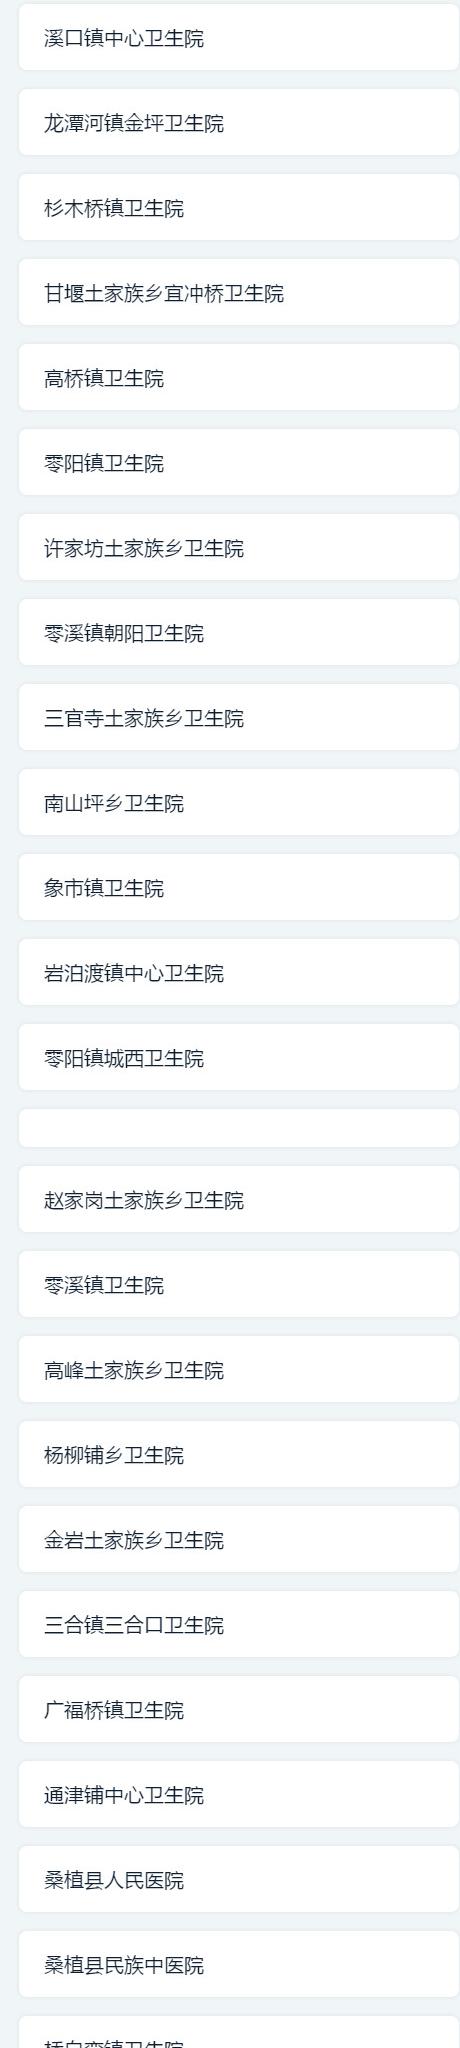 溪口镇中心卫生院
龙潭河镇金坪卫生院
杉木桥镇卫生院
甘堰土家族乡宜冲桥卫生院
高桥镇卫生院
零阳镇卫生院
许家坊土家族乡卫生院
零溪镇朝阳卫生院
三官寺土家族乡卫生院
南山坪乡卫生院
象市镇卫生院
岩泊渡镇中心卫生院
零阳镇城西卫生院
赵家岗土家族乡卫生院
零溪镇卫生院
高峰土家族乡卫生院
杨柳铺乡卫生院
金岩土家族乡卫生院
三合镇三合口卫生院
广福桥镇卫生院
通津铺中心卫生院
桑植县人民医院
桑植县民族中医院